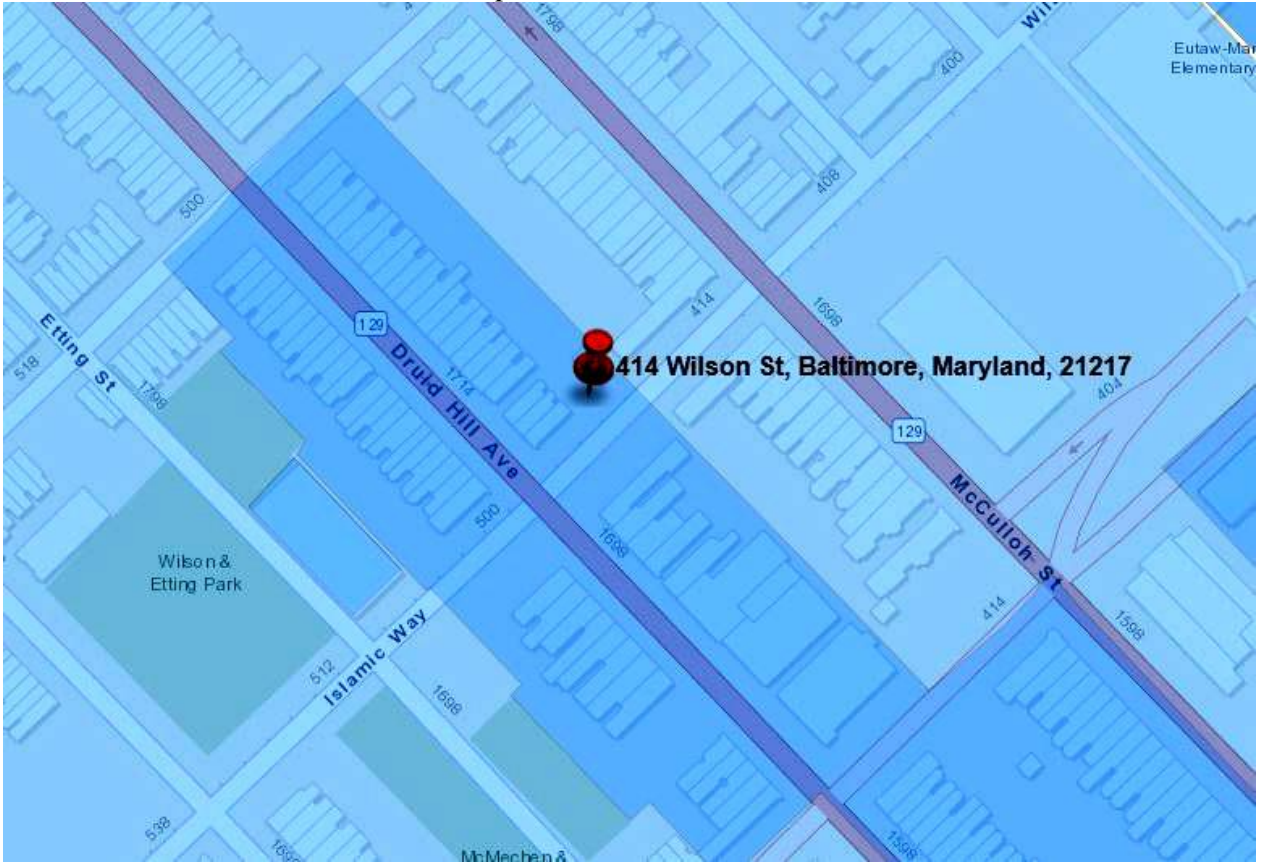 1798
Eutaw-Mar
Elementary
400
408
500
414
1698
129
414 Wilson St, Baltimore, Maryland, 21217
Etting St
518
1798
Druid Hill Ave
1714
404
129
McCulloh St
500
1698
Wilson &
Etting Park
414
1598
Islamic Way
512
1698
538
1598
McMechen &